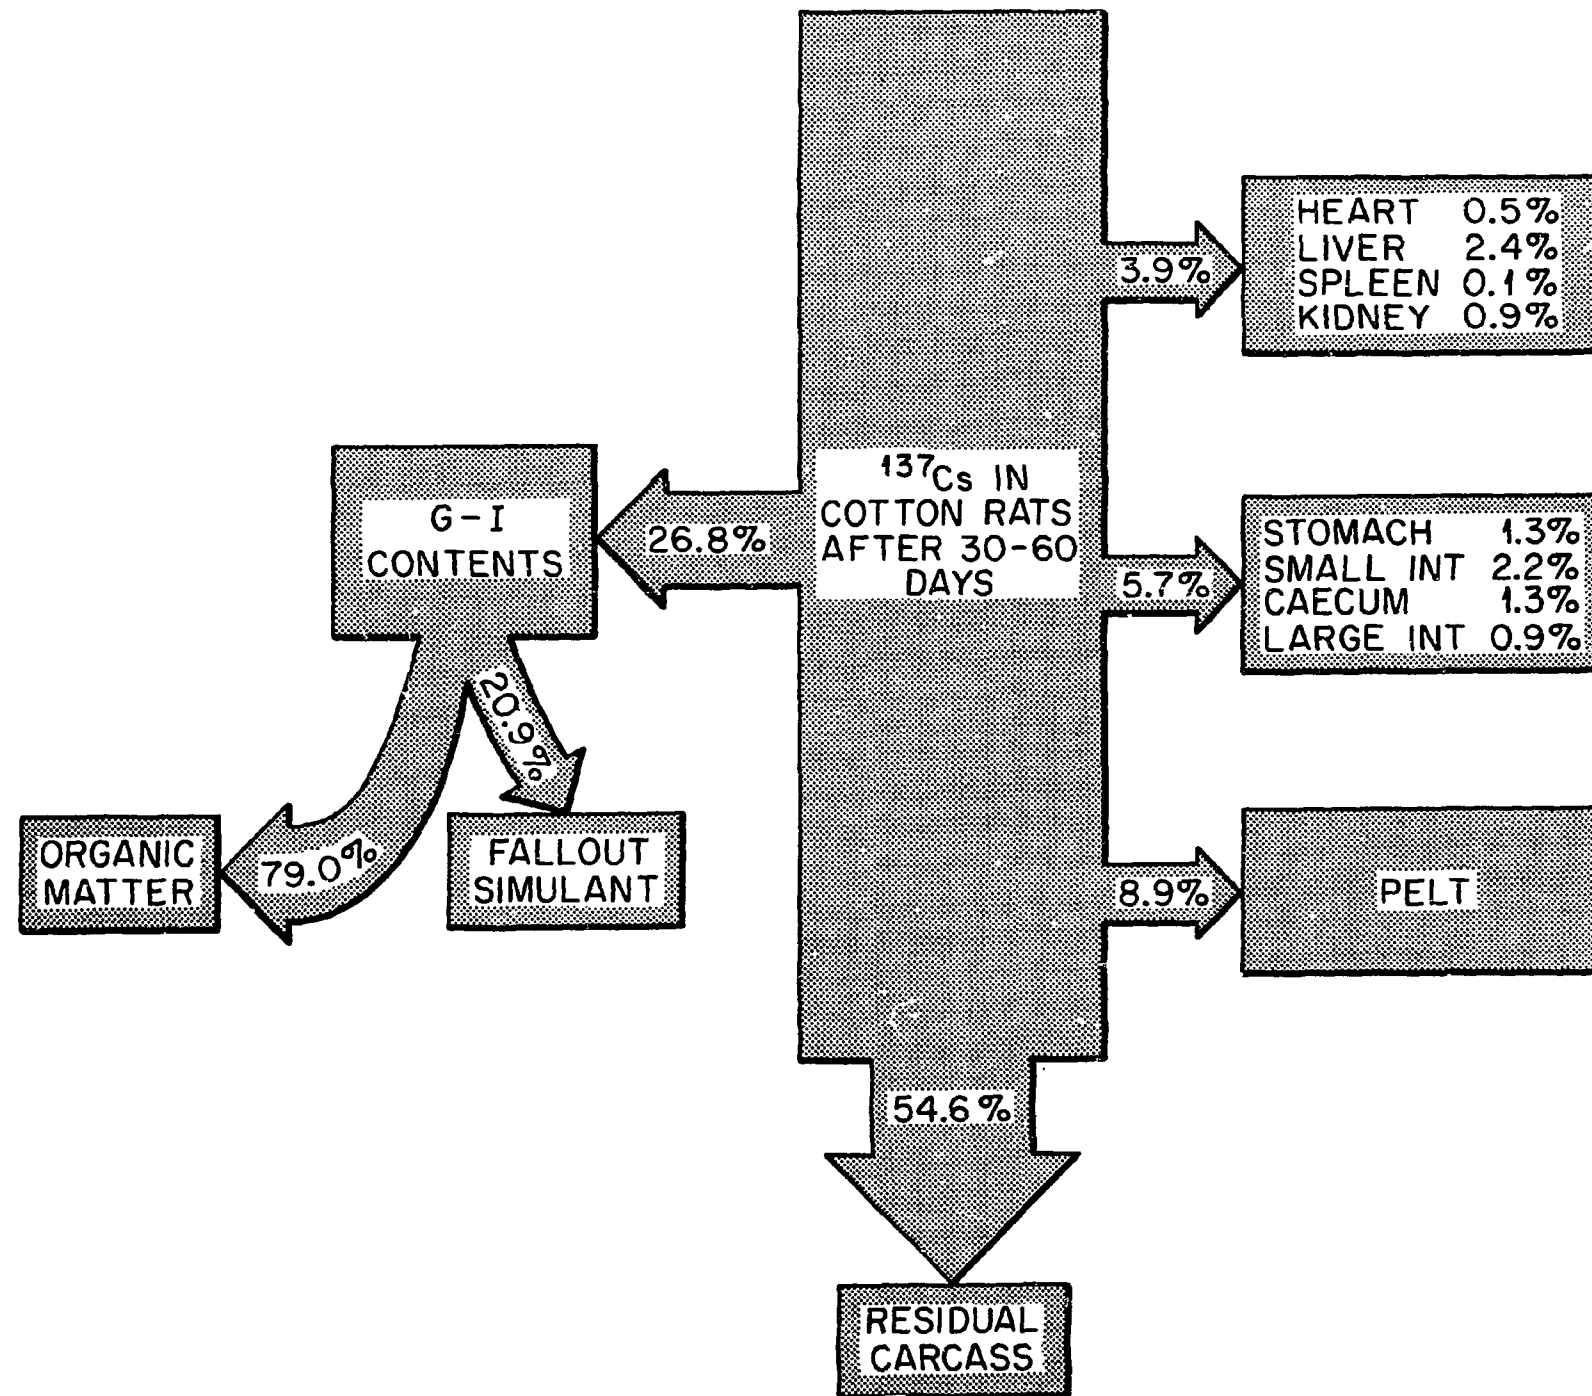 HEART 0.5%
LIVER 2.4%
SPLEEN 0.1%
KIDNEY 0.9%
3.9%
137Cs IN
COTTON RATS
AFTER 30-60
DAYS
G-I
CONTENTS
26.8%
STOMACH 1.3%
SMALL INT 2.2%
CAECUM 1.3%
LARGE INT 0.9%
5.7%
20.9%
79.0%
ORGANIC
MATTER
FALLOUT
SIMULANT
8.9%
PELT
54.6%
RESIDUAL
CARCASS